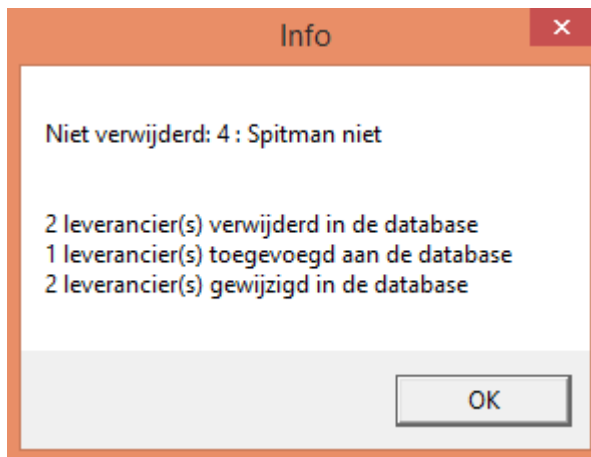 Info
Niet verwijderd: 4 : Spitman niet
2 leverancier(s) verwijderd in de database
1 leverancier(s) toegevoegd aan de database
2 leverancier(s) gewijzigd in de database
OK